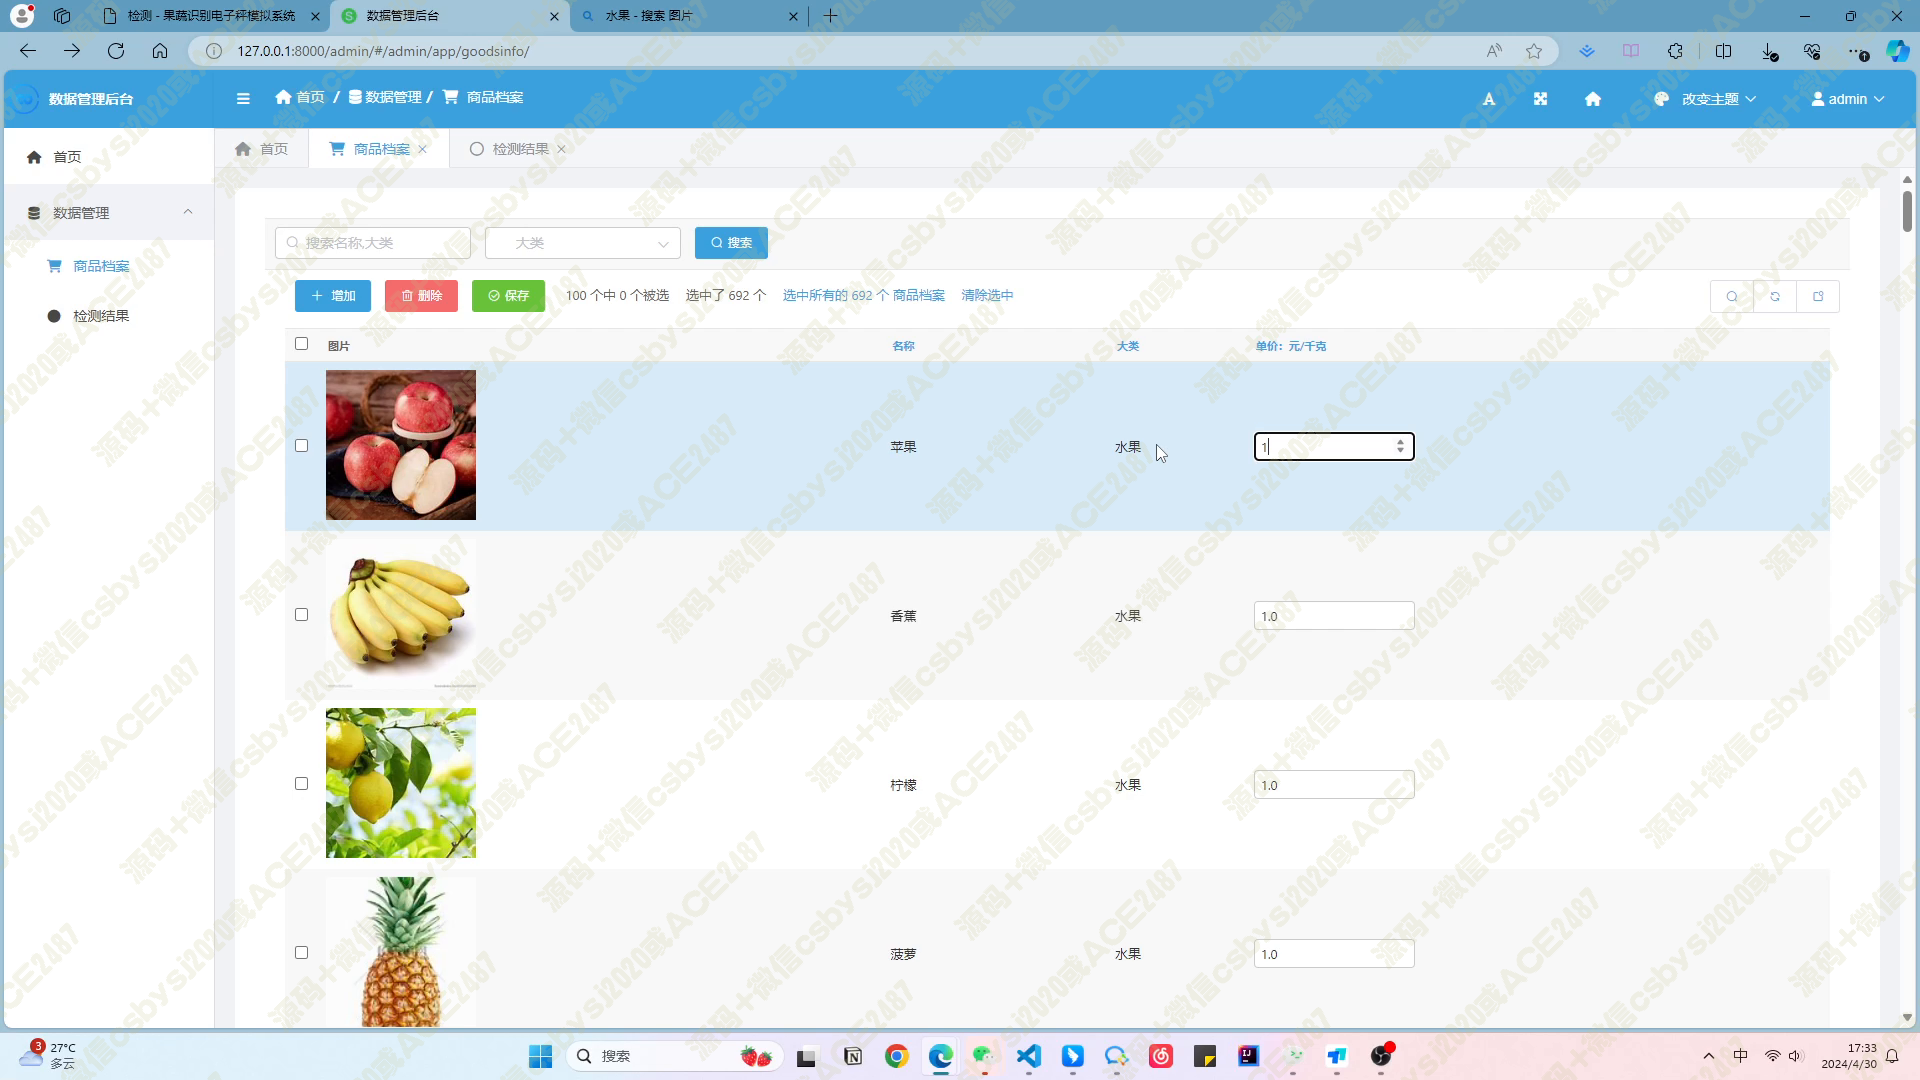 检测 - 果蔬识别电子秤模拟系统
数据管理后台
水果 - 搜索 图片
127.0.0.1:8000/admin/#/admin/app/goodsinfo/
数据管理后台
首页 / 数据管理 / 商品档案
改变主题
admin
首页
商品档案
检测结果
首页
数据管理
商品档案
检测结果
搜索名称,大类
大类
搜索
增加
删除
保存
100 个中 0 个被选
选中了 692 个
选中所有的 692 个 商品档案
清除选中
图片
名称
大类
单价：元/千克
苹果
水果
1
香蕉
水果
1.0
柠檬
水果
1.0
菠萝
水果
1.0
源码+微信csbysj2020或ACE2487
3
27°C
多云
搜索
中
17:33
2024/4/30